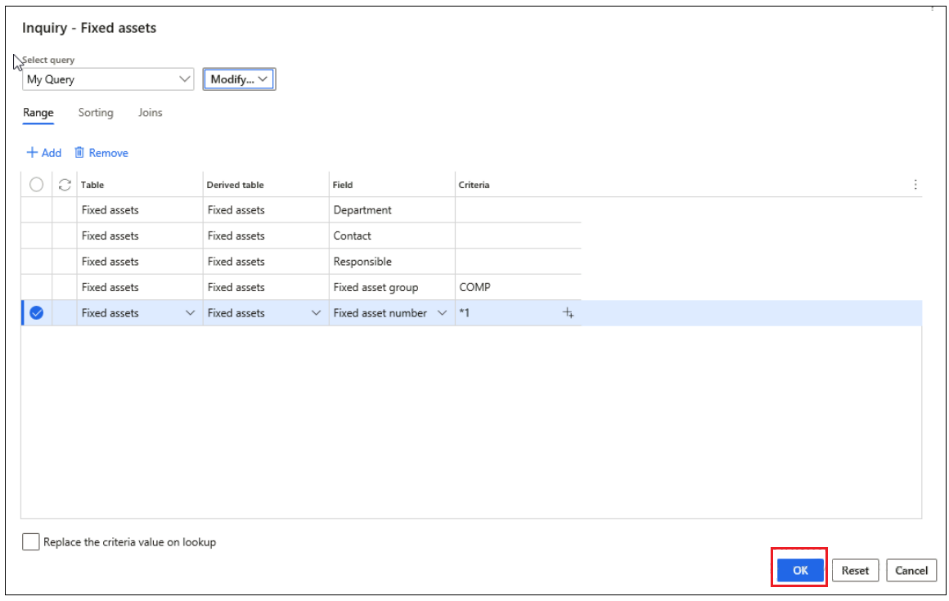 Inquiry - Fixed assets
Select query
My Query Modify...
Range Sorting Joins
Add Remove
Table Derived table Field Criteria
Fixed assets Fixed assets Department
Fixed assets Fixed assets Contact
Fixed assets Fixed assets Responsible
Fixed assets Fixed assets Fixed asset group COMP
Fixed assets Fixed assets Fixed asset number *1
Replace the criteria value on lookup
OK Reset Cancel